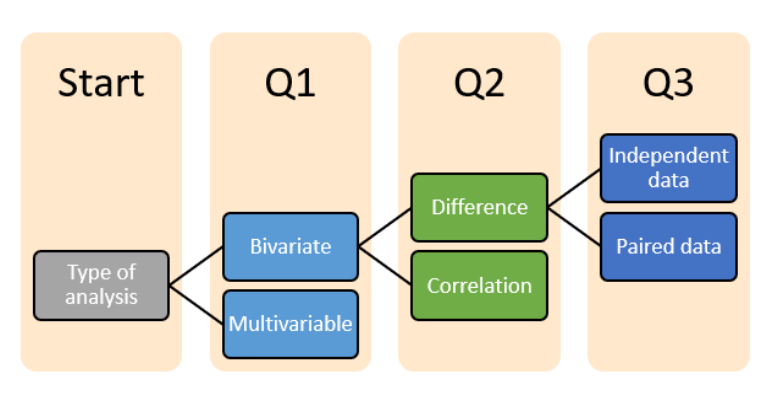 Start
Q1
Q2
Q3
Type of
analysis
Bivariate
Multivariable
Difference
Correlation
Independent
data
Paired data